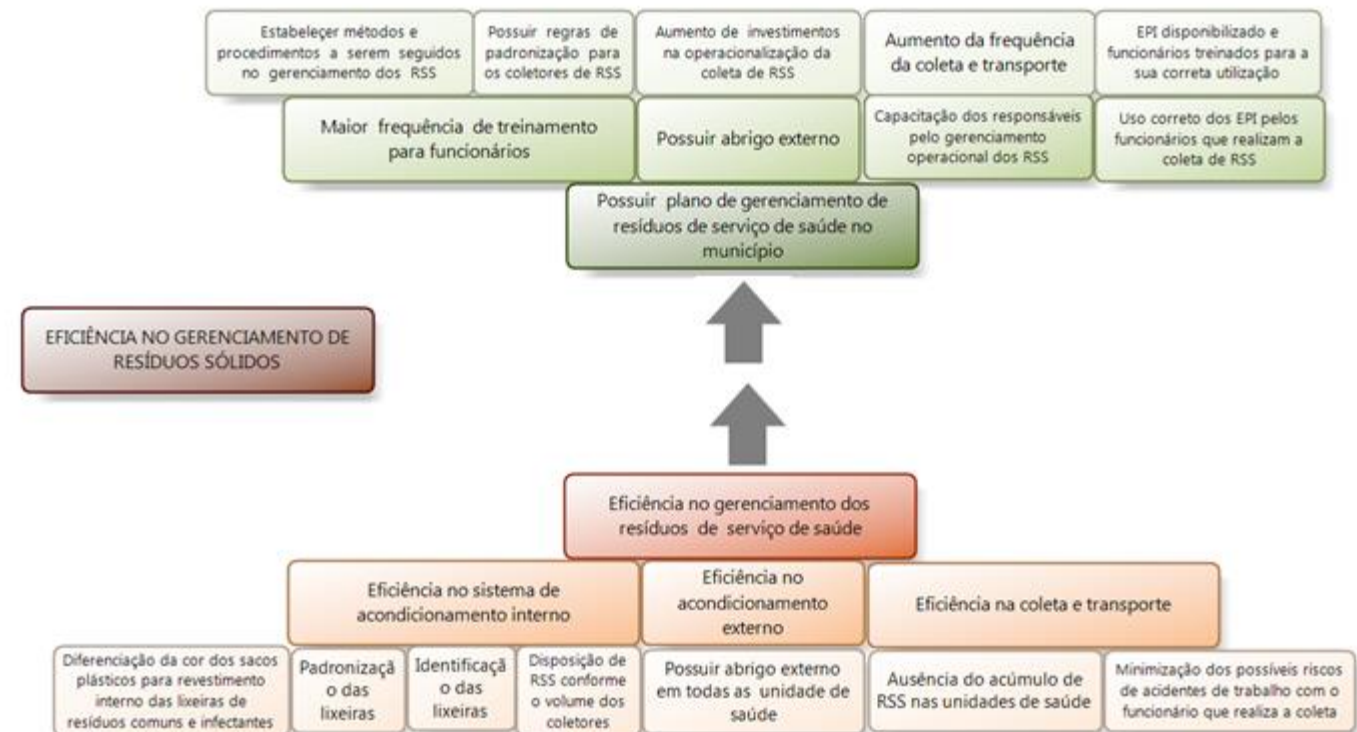 Estabeleçer métodos e
procedimentos a serem seguidos
no gerenciamento dos RSS
Possuir regras de
padronização para
os coletores de RSS
Aumento de investimentos
na operacionalização da
coleta de RSS
Aumento da frequência
da coleta e transporte
EPI disponibilizado e
funcionários treinados para a
sua correta utilização
Maior frequência de treinamento
para funcionários
Possuir abrigo externo
Capacitação dos responsáveis
pelo gerenciamento
operacional dos RSS
Uso correto dos EPI pelos
funcionários que realizam a
coleta de RSS
Possuir plano de gerenciamento de
resíduos de serviço de saúde no
município
EFICIÊNCIA NO GERENCIAMENTO DE
RESÍDUOS SÓLIDOS
Eficiência no gerenciamento dos
resíduos de serviço de saúde
Eficiência no sistema de
acondicionamento interno
Eficiência no
acondicionamento
externo
Eficiência na coleta e transporte
Diferenciação da cor dos sacos
plásticos para revestimento
interno das lixeiras de
resíduos comuns e infectantes
Padronizaçã
o das
lixeiras
Identificaçã
o das
lixeiras
Disposição de
RSS conforme
o volume dos
coletores
Possuir abrigo externo
em todas as unidade de
saúde
Ausência do acúmulo de
RSS nas unidades de saúde
Minimização dos possíveis riscos
de acidentes de trabalho com o
funcionário que realiza a coleta